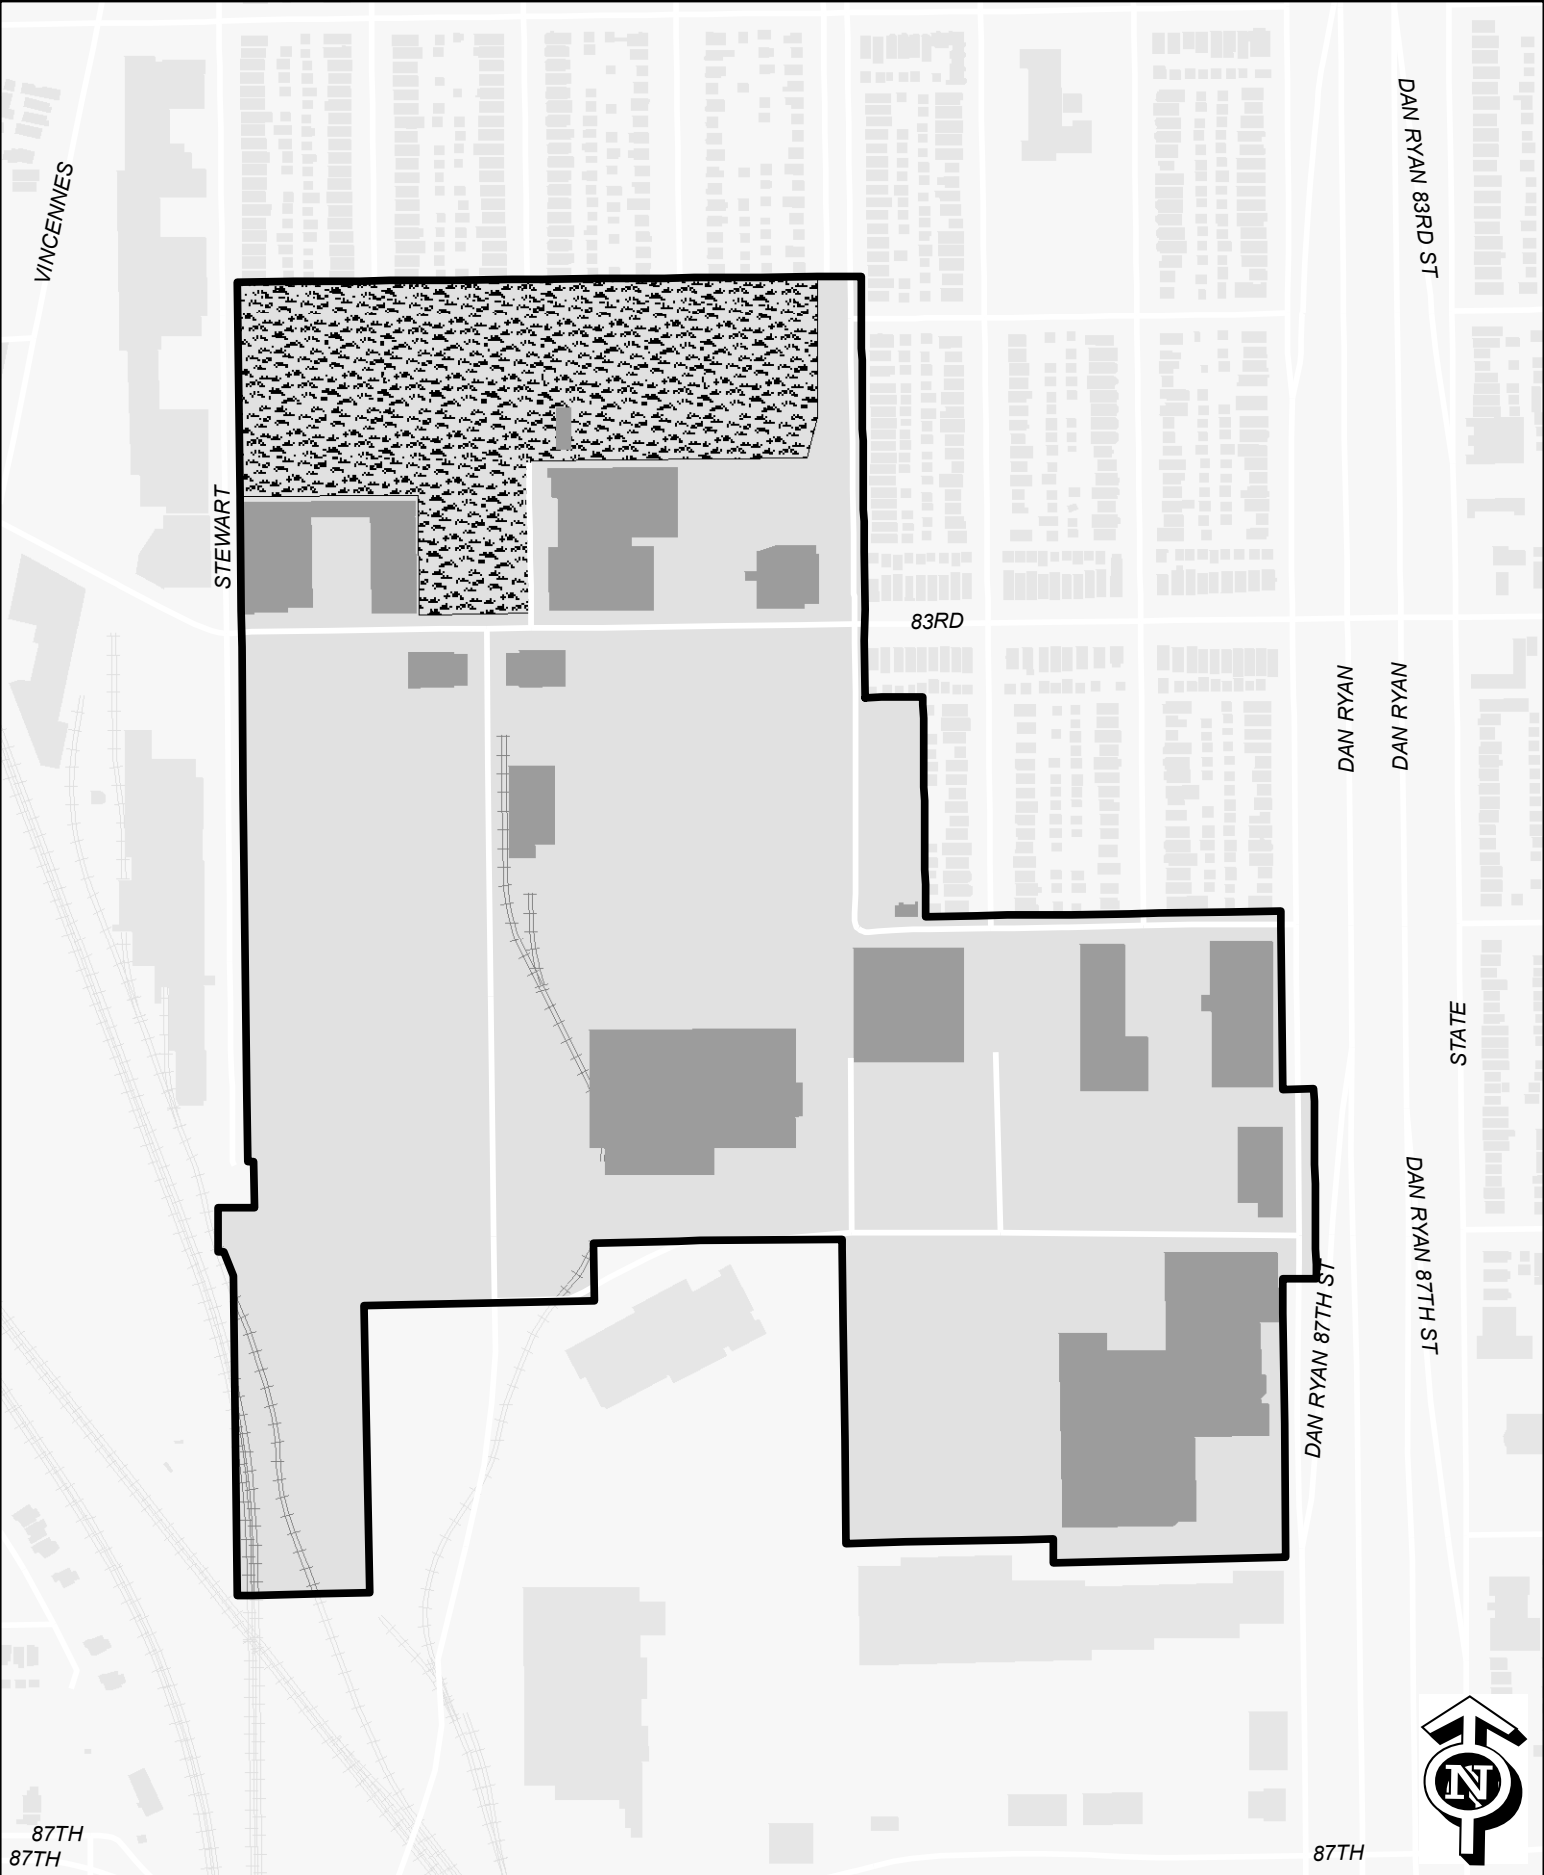 DAN RYAN 83RD ST
VINCENNES
STEWART
83RD
DAN RYAN
DAN RYAN
STATE
DAN RYAN 87TH ST
DAN RYAN 87TH ST
N
87TH
87TH
87TH